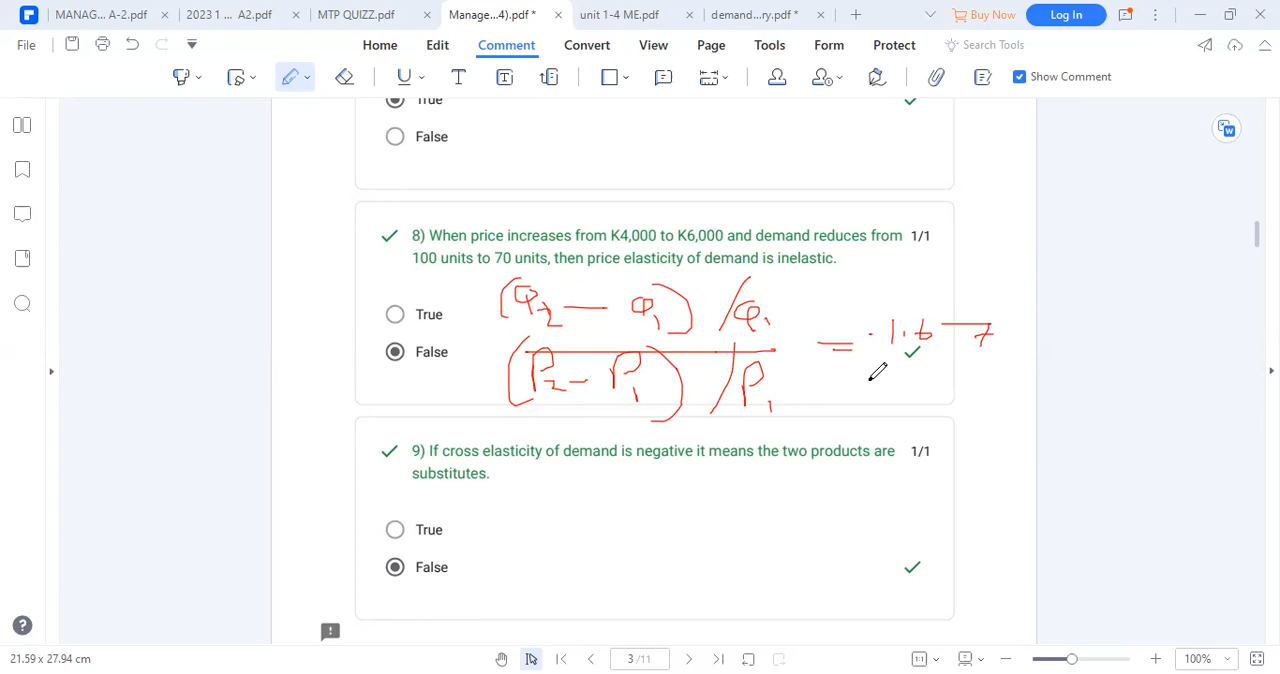 MANAG... A-2.pdf
2023 1 ... A2.pdf
MTP QUIZZ.pdf
Manage...4).pdf *
unit 1-4 ME.pdf
demand...ry.pdf *
Buy Now
Log In
File
Home
Edit
Comment
Convert
View
Page
Tools
Form
Protect
Search Tools
Show Comment
True
False
8) When price increases from K4,000 to K6,000 and demand reduces from 1/1
100 units to 70 units, then price elasticity of demand is inelastic.
True
False
(Q2 — Q1) / Q1
(P2 - P1) / P1
= -1.67
9) If cross elasticity of demand is negative it means the two products are 1/1
substitutes.
True
False
21.59 x 27.94 cm
3 /11
100%